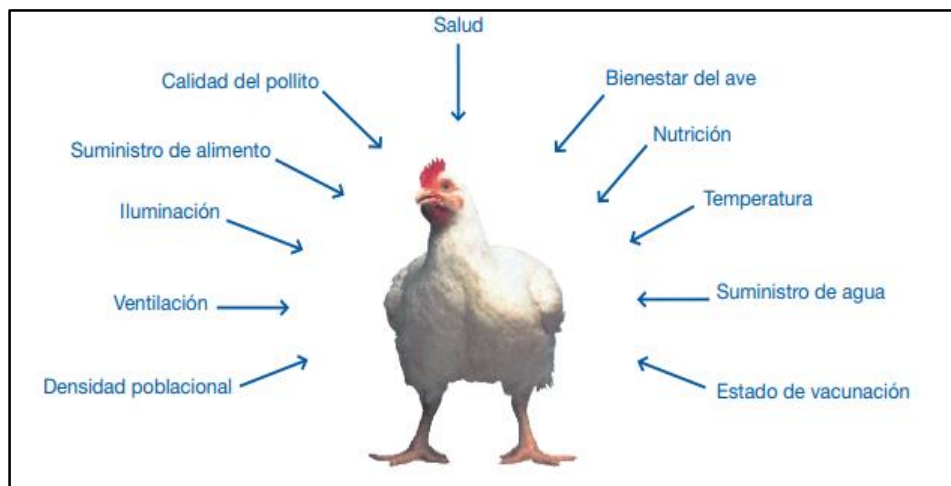 Salud
Calidad del pollito
Bienestar del ave
Suministro de alimento
Nutrición
Iluminación
Temperatura
Ventilación
Suministro de agua
Densidad poblacional
Estado de vacunación